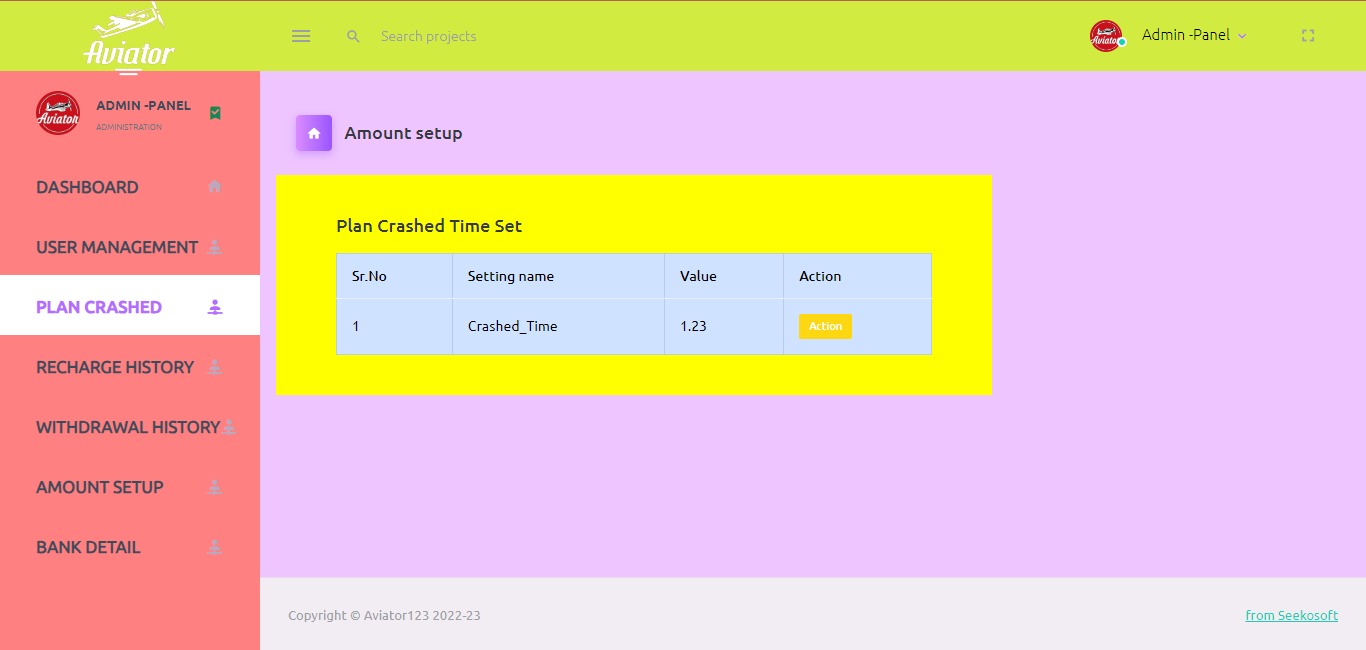 Aviator
Search projects
Aviator
Admin -Panel
Aviator
ADMIN -PANEL
ADMINISTRATION
DASHBOARD
USER MANAGEMENT
PLAN CRASHED
RECHARGE HISTORY
WITHDRAWAL HISTORY
AMOUNT SETUP
BANK DETAIL
Amount setup
Plan Crashed Time Set
Sr.No Setting name Value Action
1 Crashed_Time 1.23 Action
Copyright © Aviator123 2022-23
from Seekosoft